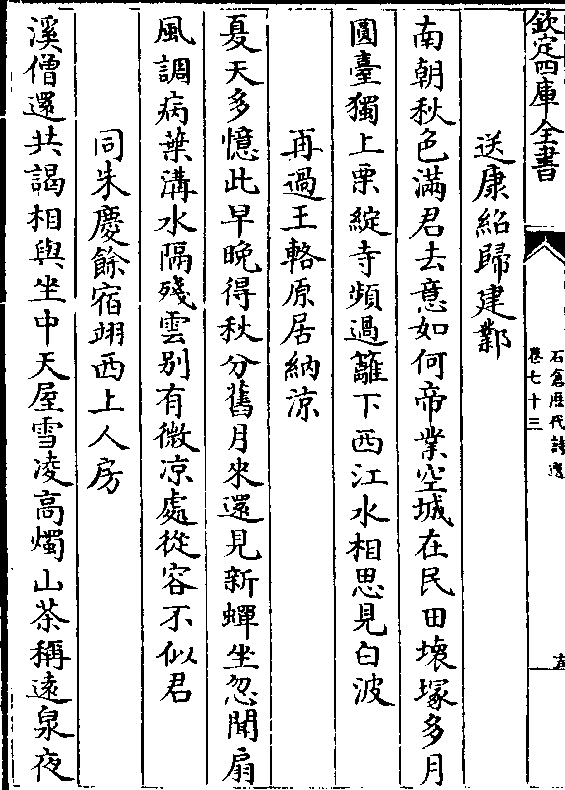 欽定四庫全書
石倉歷代詩選
卷七十三
送康紹歸建鄴
南朝秋色滿君去意如何帝業空城在民田壞塚多月
圓臺獨上栗綻寺頻過籬下西江水相思見白波
再過王輅原居納涼
夏天多憶此早晚得秋分舊月來還見新蟬坐忽聞扇
風調病葉溝水隔殘雲别有微凉處從容不似君
同朱慶餘宿翊西上人房
溪僧還共謁相與坐中天屋雪凌高燭山茶稱遠泉夜